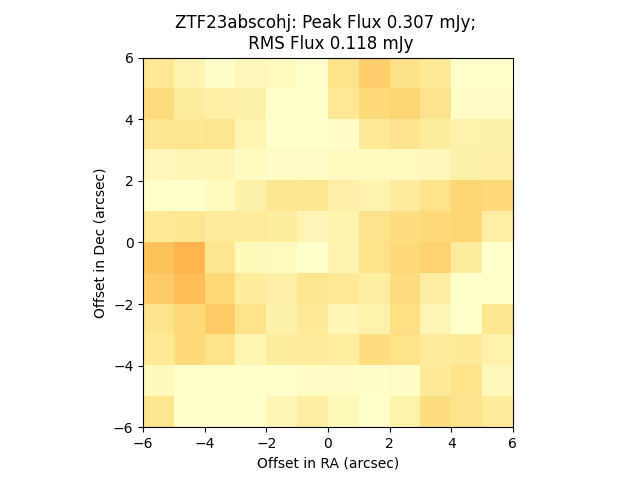 ZTF23abscohj: Peak Flux 0.307 mJy;
RMS Flux 0.118 mJy
6
4
2
0
−2
−4
−6
Offset in Dec (arcsec)
−6 −4 −2 0 2 4 6
Offset in RA (arcsec)